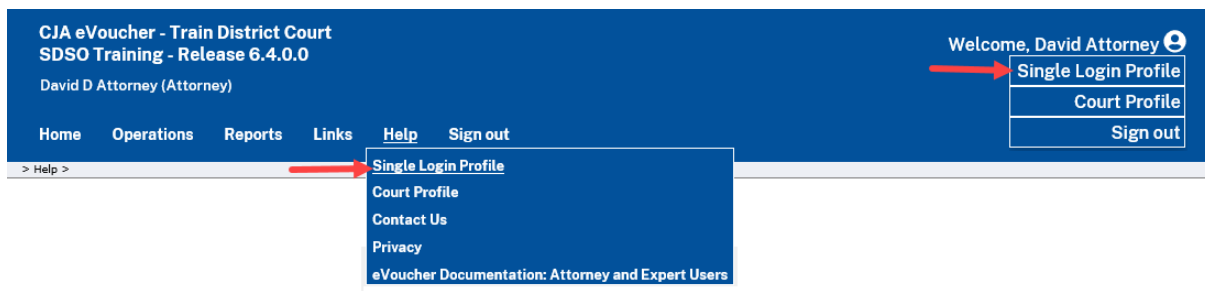 CJA eVoucher - Train District Court
SDSO Training - Release 6.4.0.0
David D Attorney (Attorney)
Welcome, David Attorney
Single Login Profile
Court Profile
Sign out
Home Operations Reports Links Help Sign out
> Help >
Single Login Profile
Court Profile
Contact Us
Privacy
eVoucher Documentation: Attorney and Expert Users